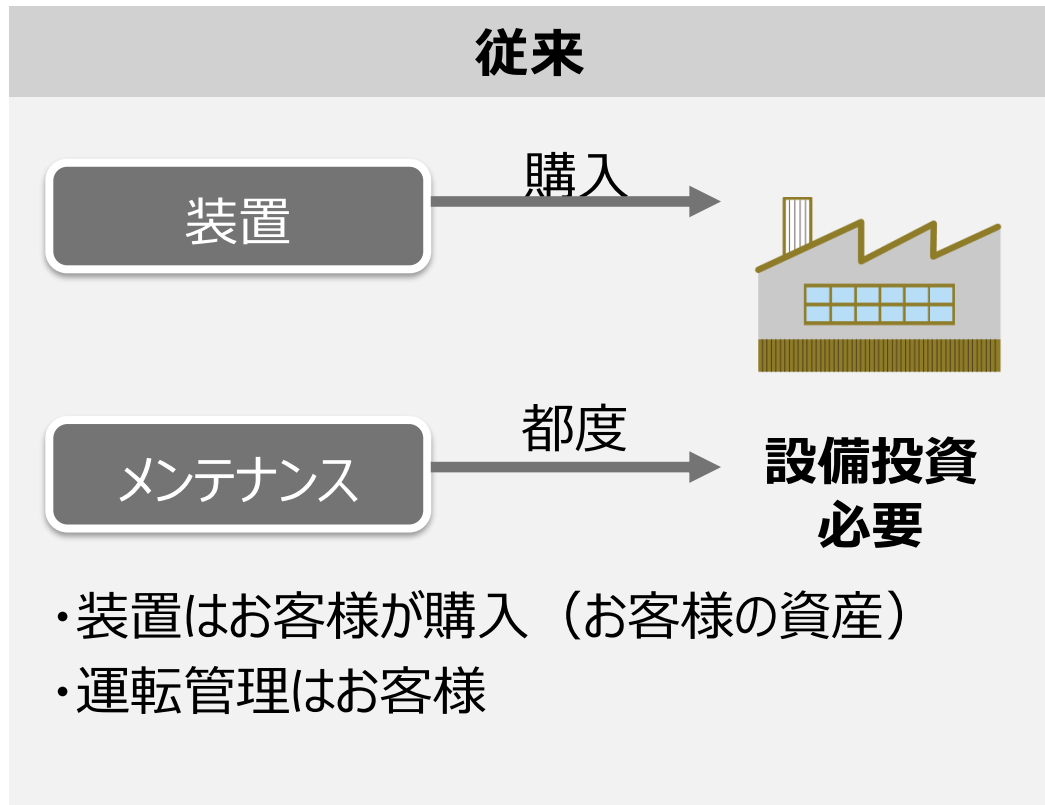 従来
購入
装置
都度
メンテナンス
設備投資
必要
・装置はお客様が購入（お客様の資産）
・運転管理はお客様